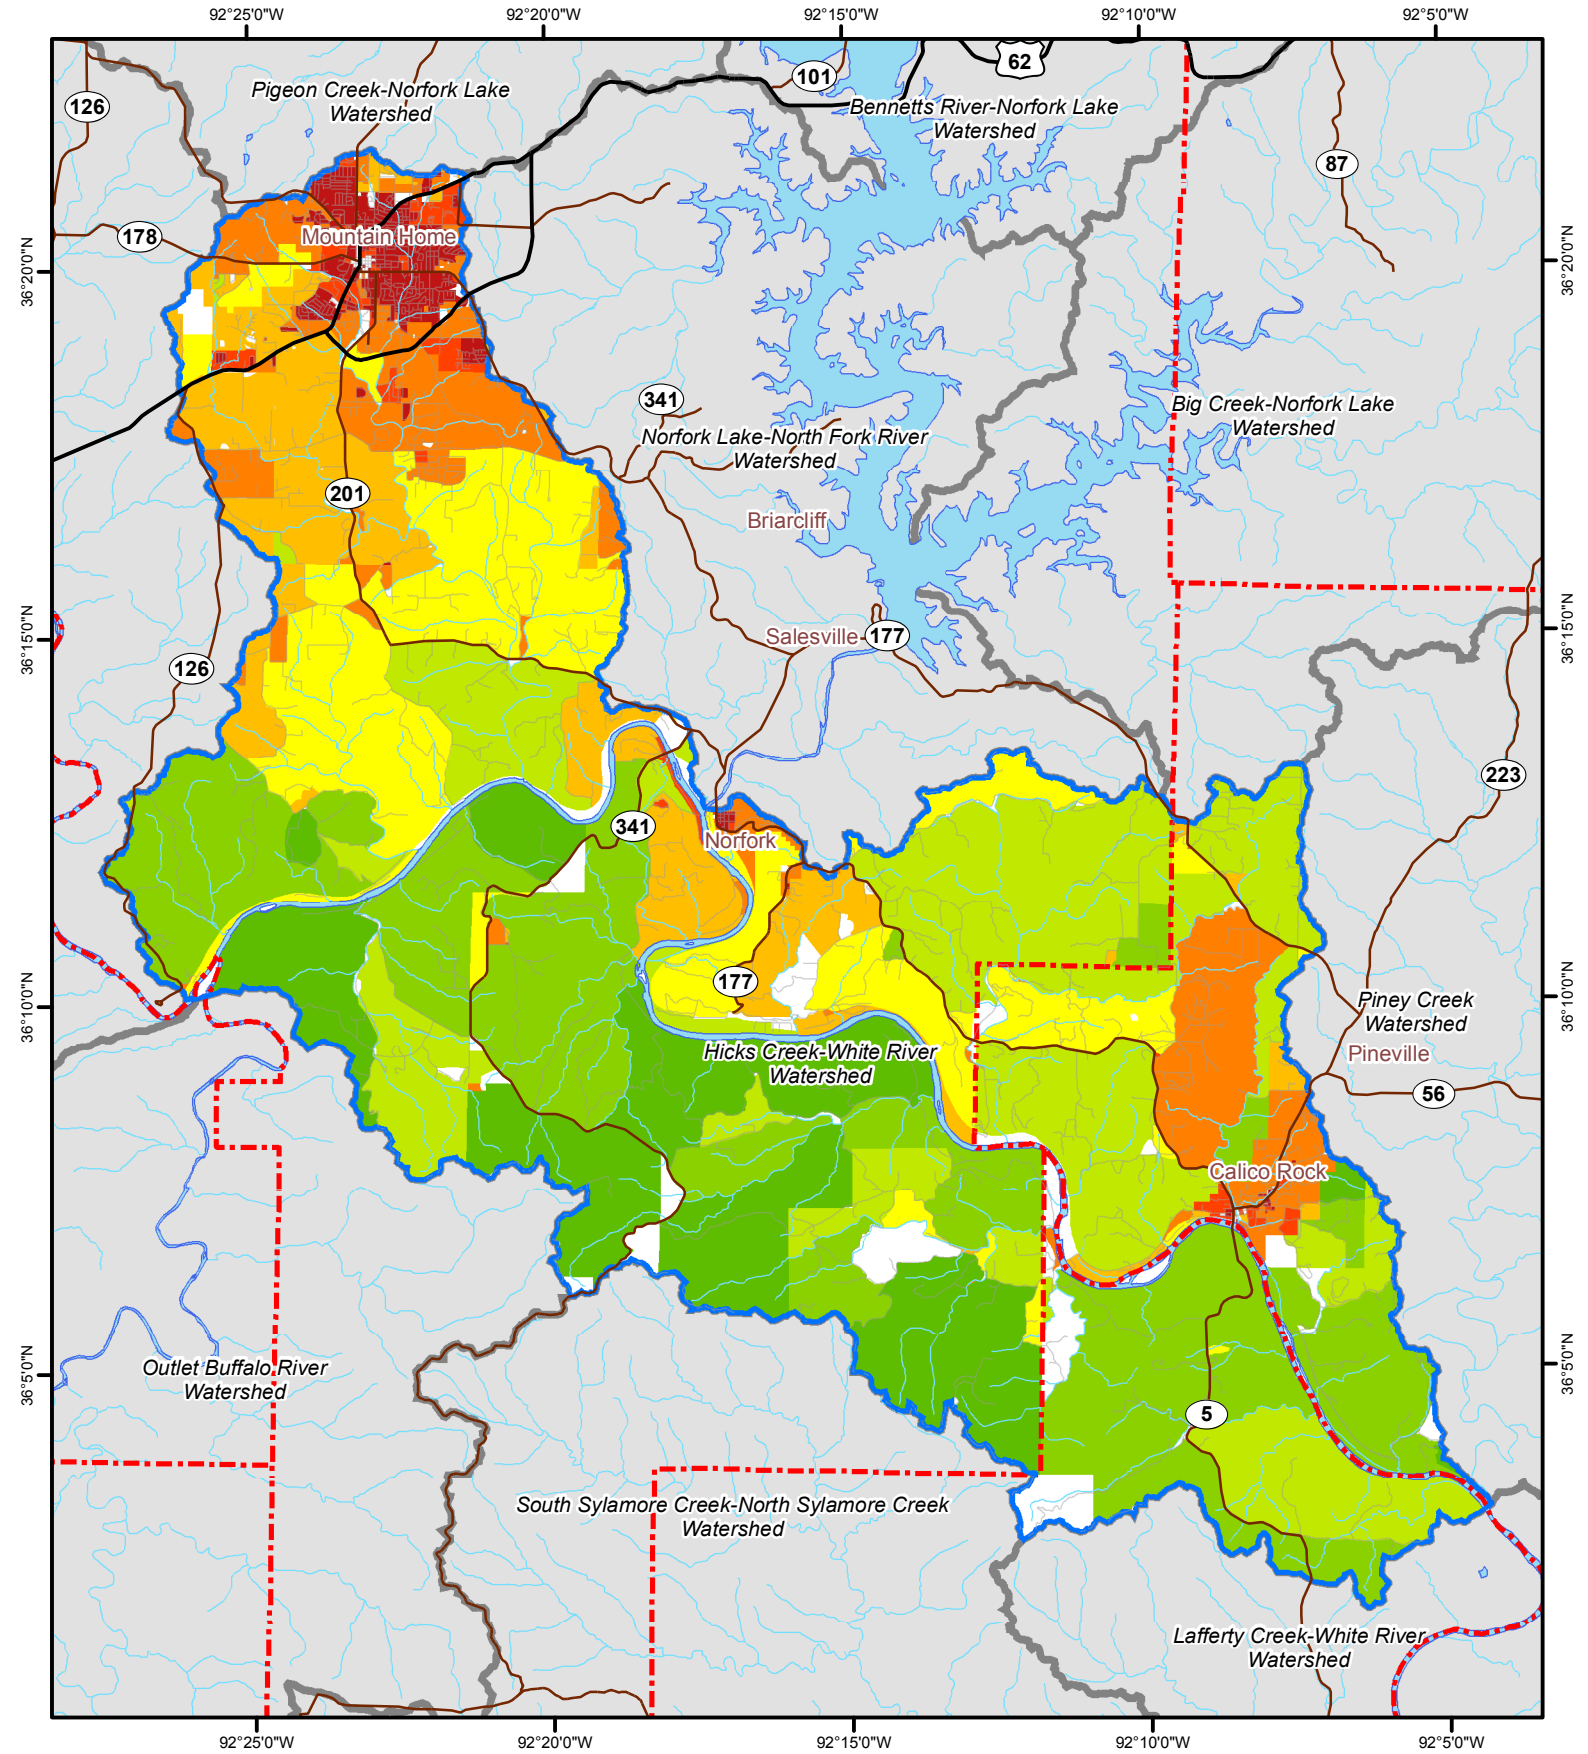 92°25'0"W
92°20'0"W
92°15'0"W
92°10'0"W
92°5'0"W
62
101
126
Pigeon Creek-Norfork Lake
Watershed
Bennetts River-Norfork Lake
Watershed
87
178
Mountain Home
36°20'0"N
36°20'0"N
341
Big Creek-Norfork Lake
Watershed
Norfork Lake-North Fork River
Watershed
201
Briarcliff
36°15'0"N
Salesville
177
36°15'0"N
126
223
341
Norfork
177
36°10'0"N
36°10'0"N
Piney Creek
Watershed
Pineville
Hicks Creek-White River
Watershed
56
Calico Rock
Outlet Buffalo River
Watershed
36°5'0"N
36°5'0"N
5
South Sylamore Creek-North Sylamore Creek
Watershed
Lafferty Creek-White River
Watershed
92°25'0"W
92°20'0"W
92°15'0"W
92°10'0"W
92°5'0"W